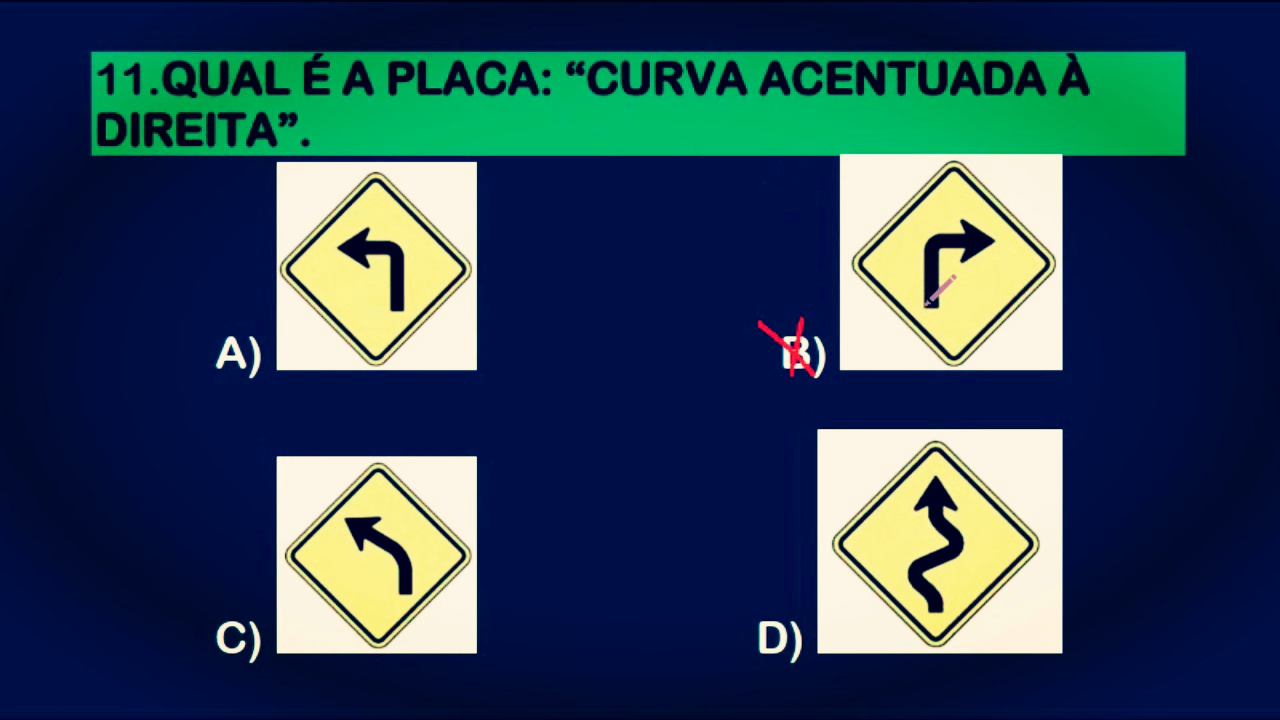 11.QUAL É A PLACA: “CURVA ACENTUADA À
DIREITA”.
A)
B)
C)
D)